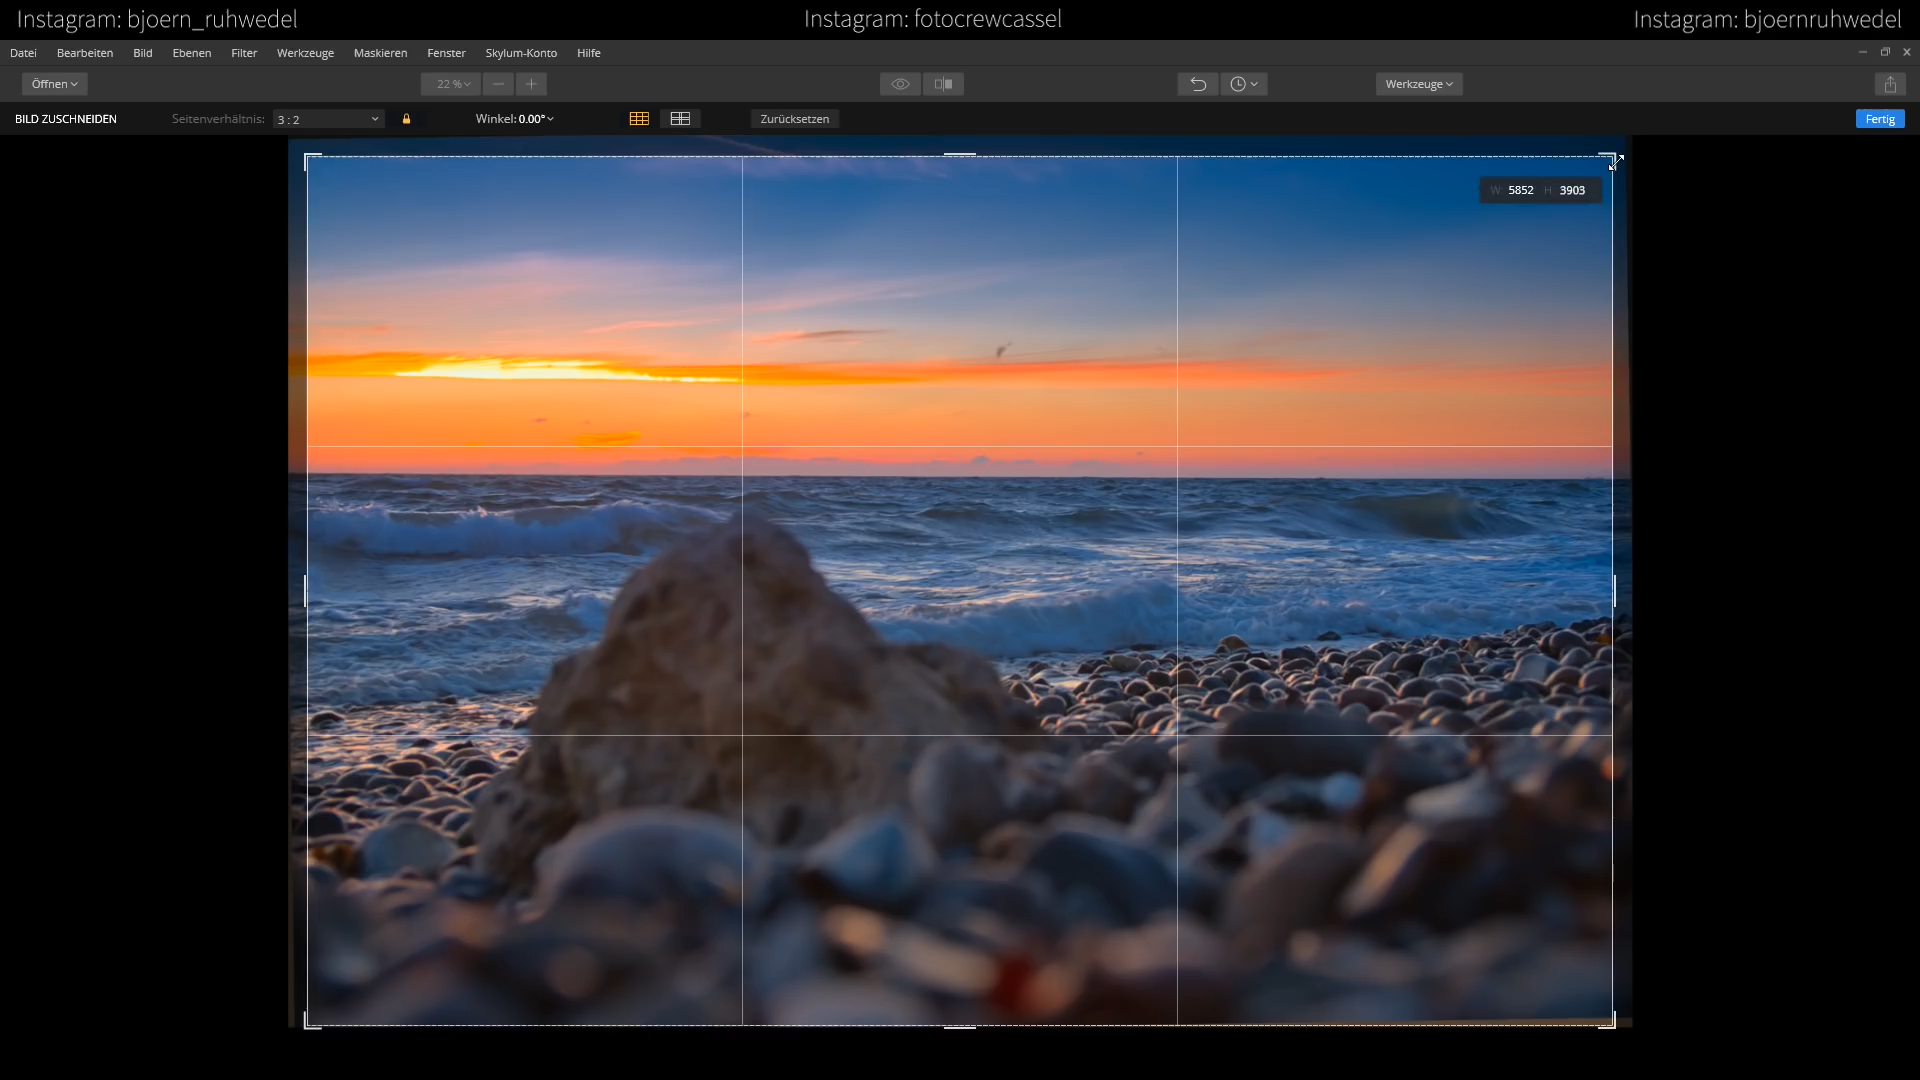 Instagram: bjoern_ruhwedel Instagram: fotocrewcassel Instagram: bjoernruhwedel
Datei Bearbeiten Bild Ebenen Filter Werkzeuge Maskieren Fenster Skylum-Konto Hilfe
Öffnen 22 % Werkzeuge
BILD ZUSCHNEIDEN Seitenverhältnis: 3 : 2 Winkel: 0.00° Zurücksetzen Fertig
W 5852 H 3903